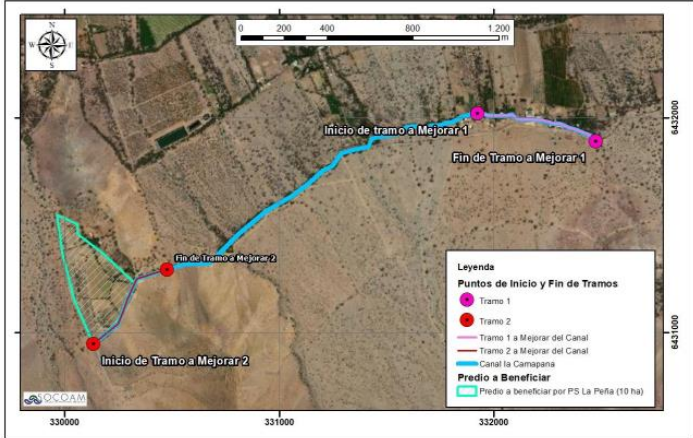 N
W
E
S
0 200 400 800 1.200
m
6432000
Inicio de tramo a Mejorar 1
Fin de Tramo a Mejorar 1
Fin de Tramo a Mejorar 2
Inicio de Tramo a Mejorar 2
6431000
Leyenda
Puntos de Inicio y Fin de Tramos
Tramo 1
Tramo 2
Tramo 1 a Mejorar del Canal
Tramo 2 a Mejorar del Canal
Canal la Camapana
Predio a Beneficiar
Predio a beneficiar por PS La Peña (10 ha)
SOCOAM
330000 331000 332000